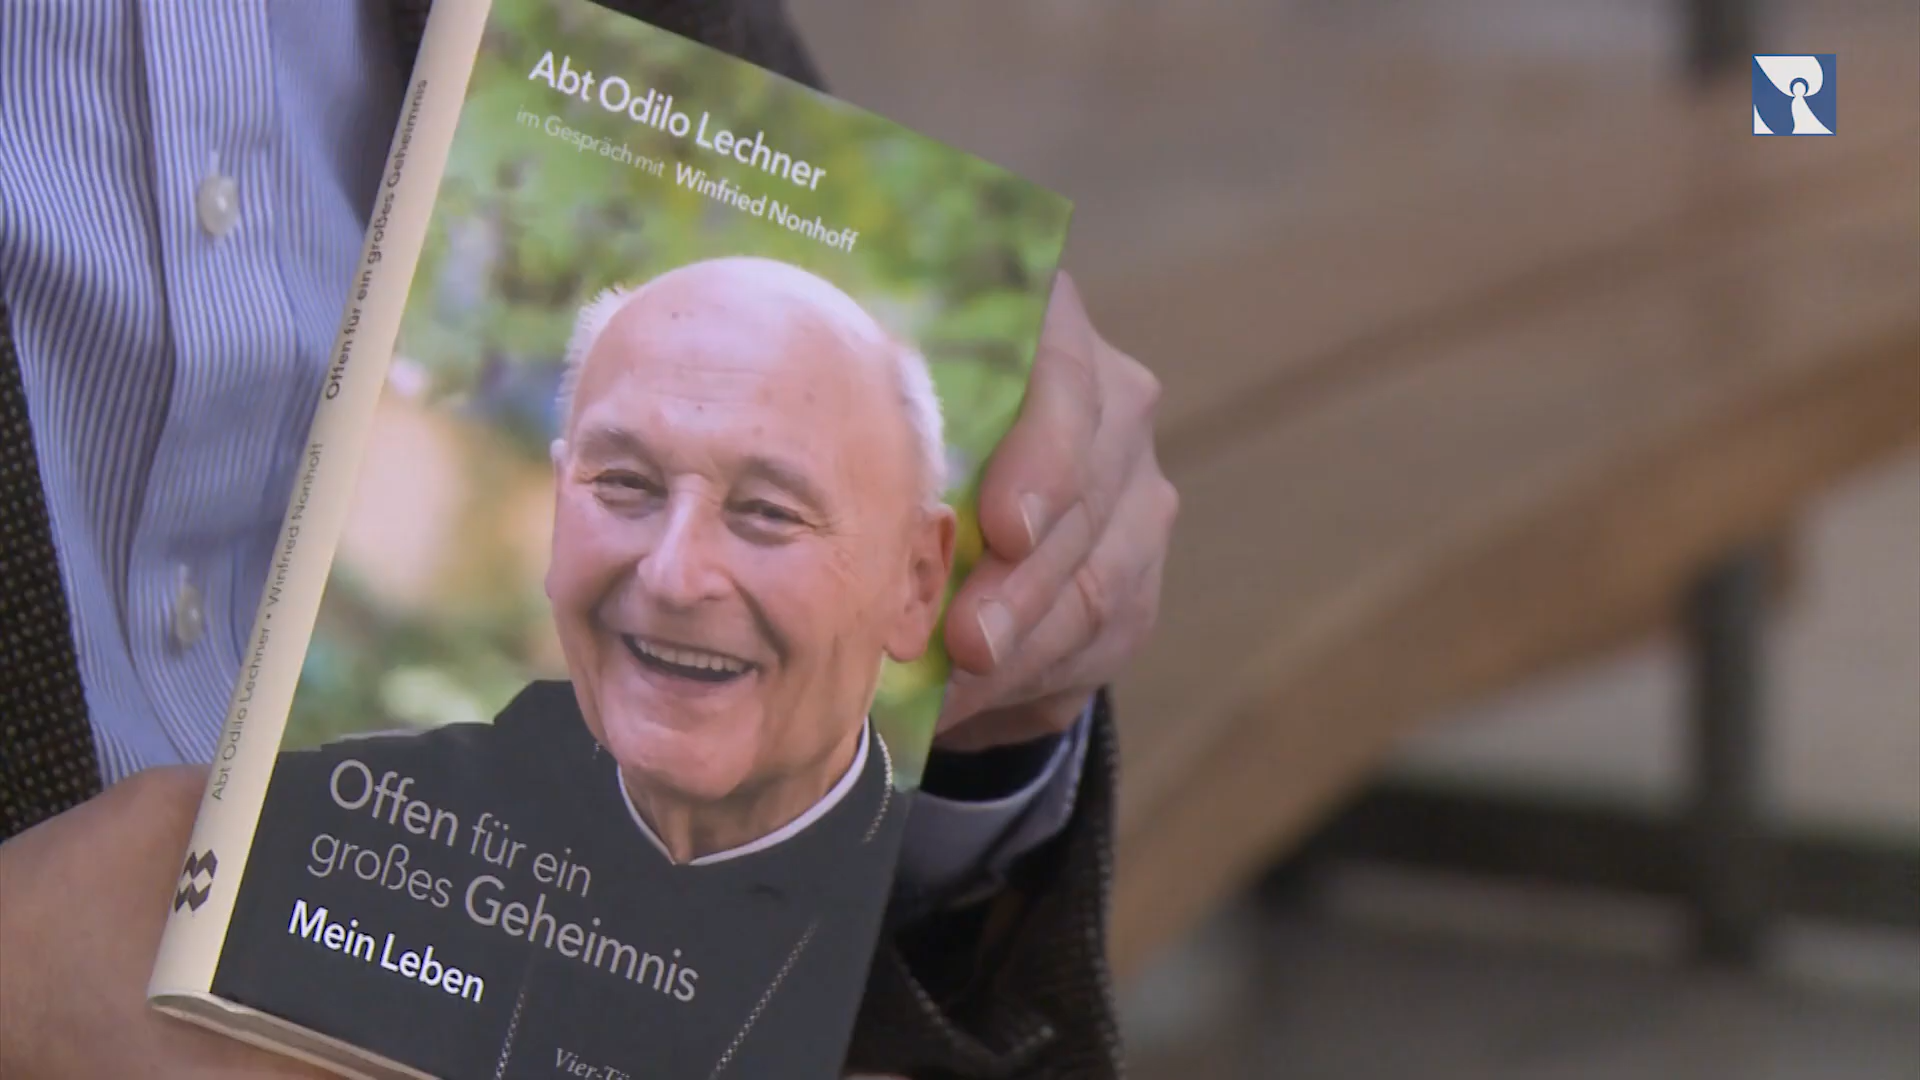 Abt Odilo Lechner
im Gespräch mit Winfried Nonhoff
Offen für ein
großes Geheimnis
Mein Leben
Abt Odilo Lechner • Winfried Nonhoff Offen für ein großes Geheimnis